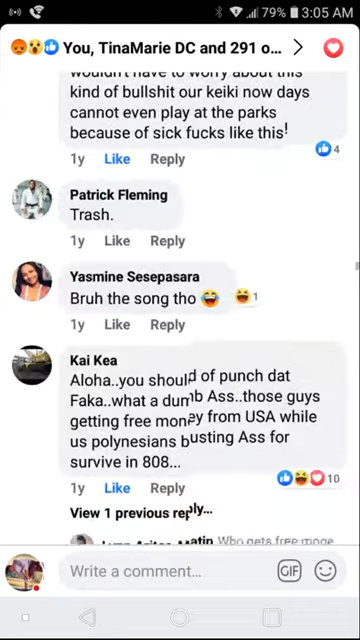 79% 3:05 AM
You, TinaMarie DC and 291 o...
wouldn't have to worry about this
kind of bullshit our keiki now days
cannot even play at the parks
because of sick fucks like this!
4
1y Like Reply
Patrick Fleming
Trash.
1y Like Reply
Yasmine Sesepasara
Bruh the song tho 😂
1
1y Like Reply
Kai Kea
Aloha..you should of punch dat
Faka..what a dumb Ass..those guys
getting free money from USA while
us polynesians busting Ass for
survive in 808...
1y Like Reply
10
View 1 previous reply...
Who gets free mone
Write a comment...
GIF